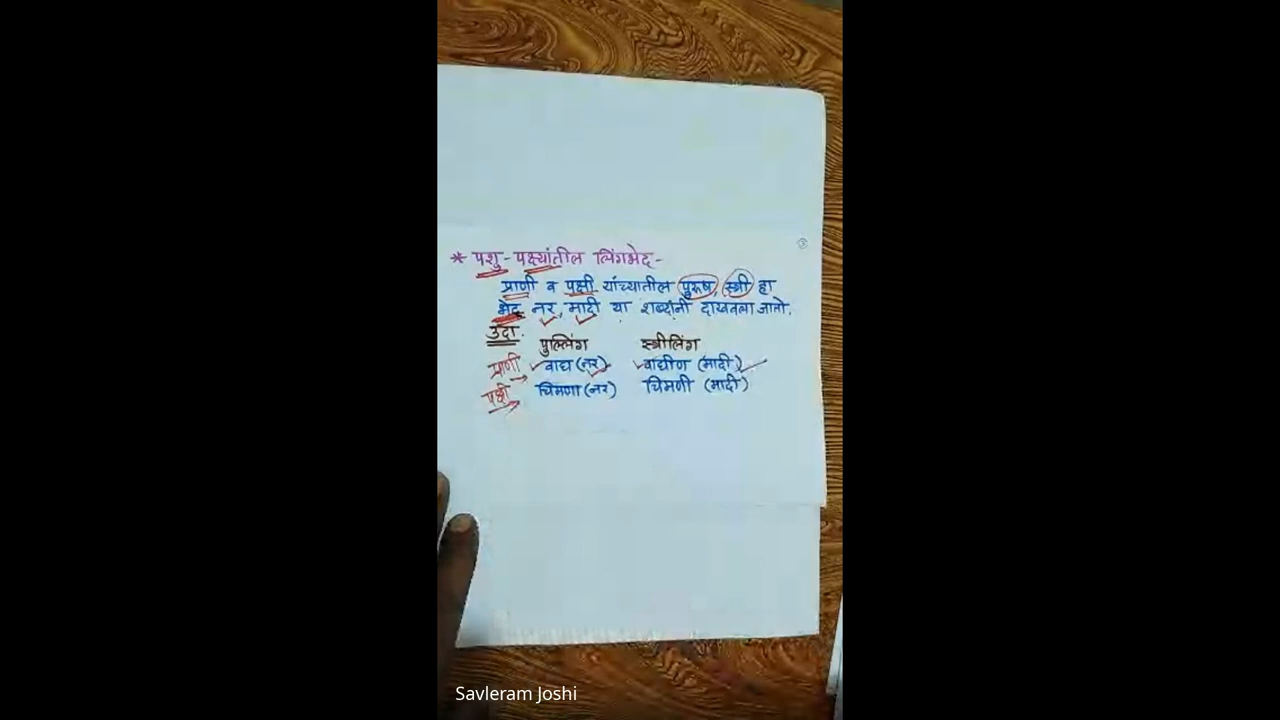 * पशु-पक्ष्यांतील लिंगभेद-
प्राणी व पक्षी यांच्यातील पुरुष, स्त्री हा
भेद नर, मादी या शब्दांनी दाखवला जातो.
उदा.
पुल्लिंग स्त्रीलिंग
प्राणी वाघ (नर) वाघीण (मादी)
पक्षी चिमणा (नर) चिमणी (मादी)
Savleram Joshi